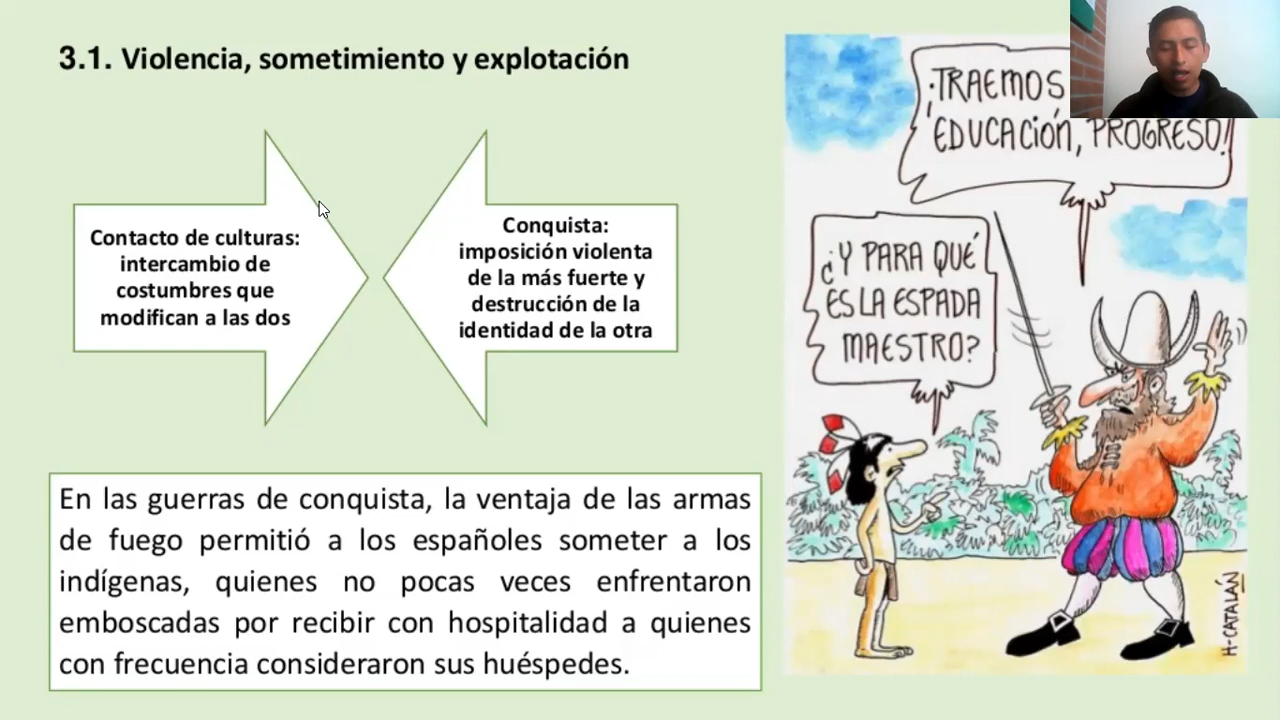 3.1. Violencia, sometimiento y explotación
Contacto de culturas:
intercambio de
costumbres que
modifican a las dos
Conquista:
imposición violenta
de la más fuerte y
destrucción de la
identidad de la otra
En las guerras de conquista, la ventaja de las armas
de fuego permitió a los españoles someter a los
indígenas, quienes no pocas veces enfrentaron
emboscadas por recibir con hospitalidad a quienes
con frecuencia consideraron sus huéspedes.
¡TRAEMOS
EDUCACIÓN, PROGRESO!
¿Y PARA QUÉ
ES LA ESPADA
MAESTRO?
H-CATALÁN